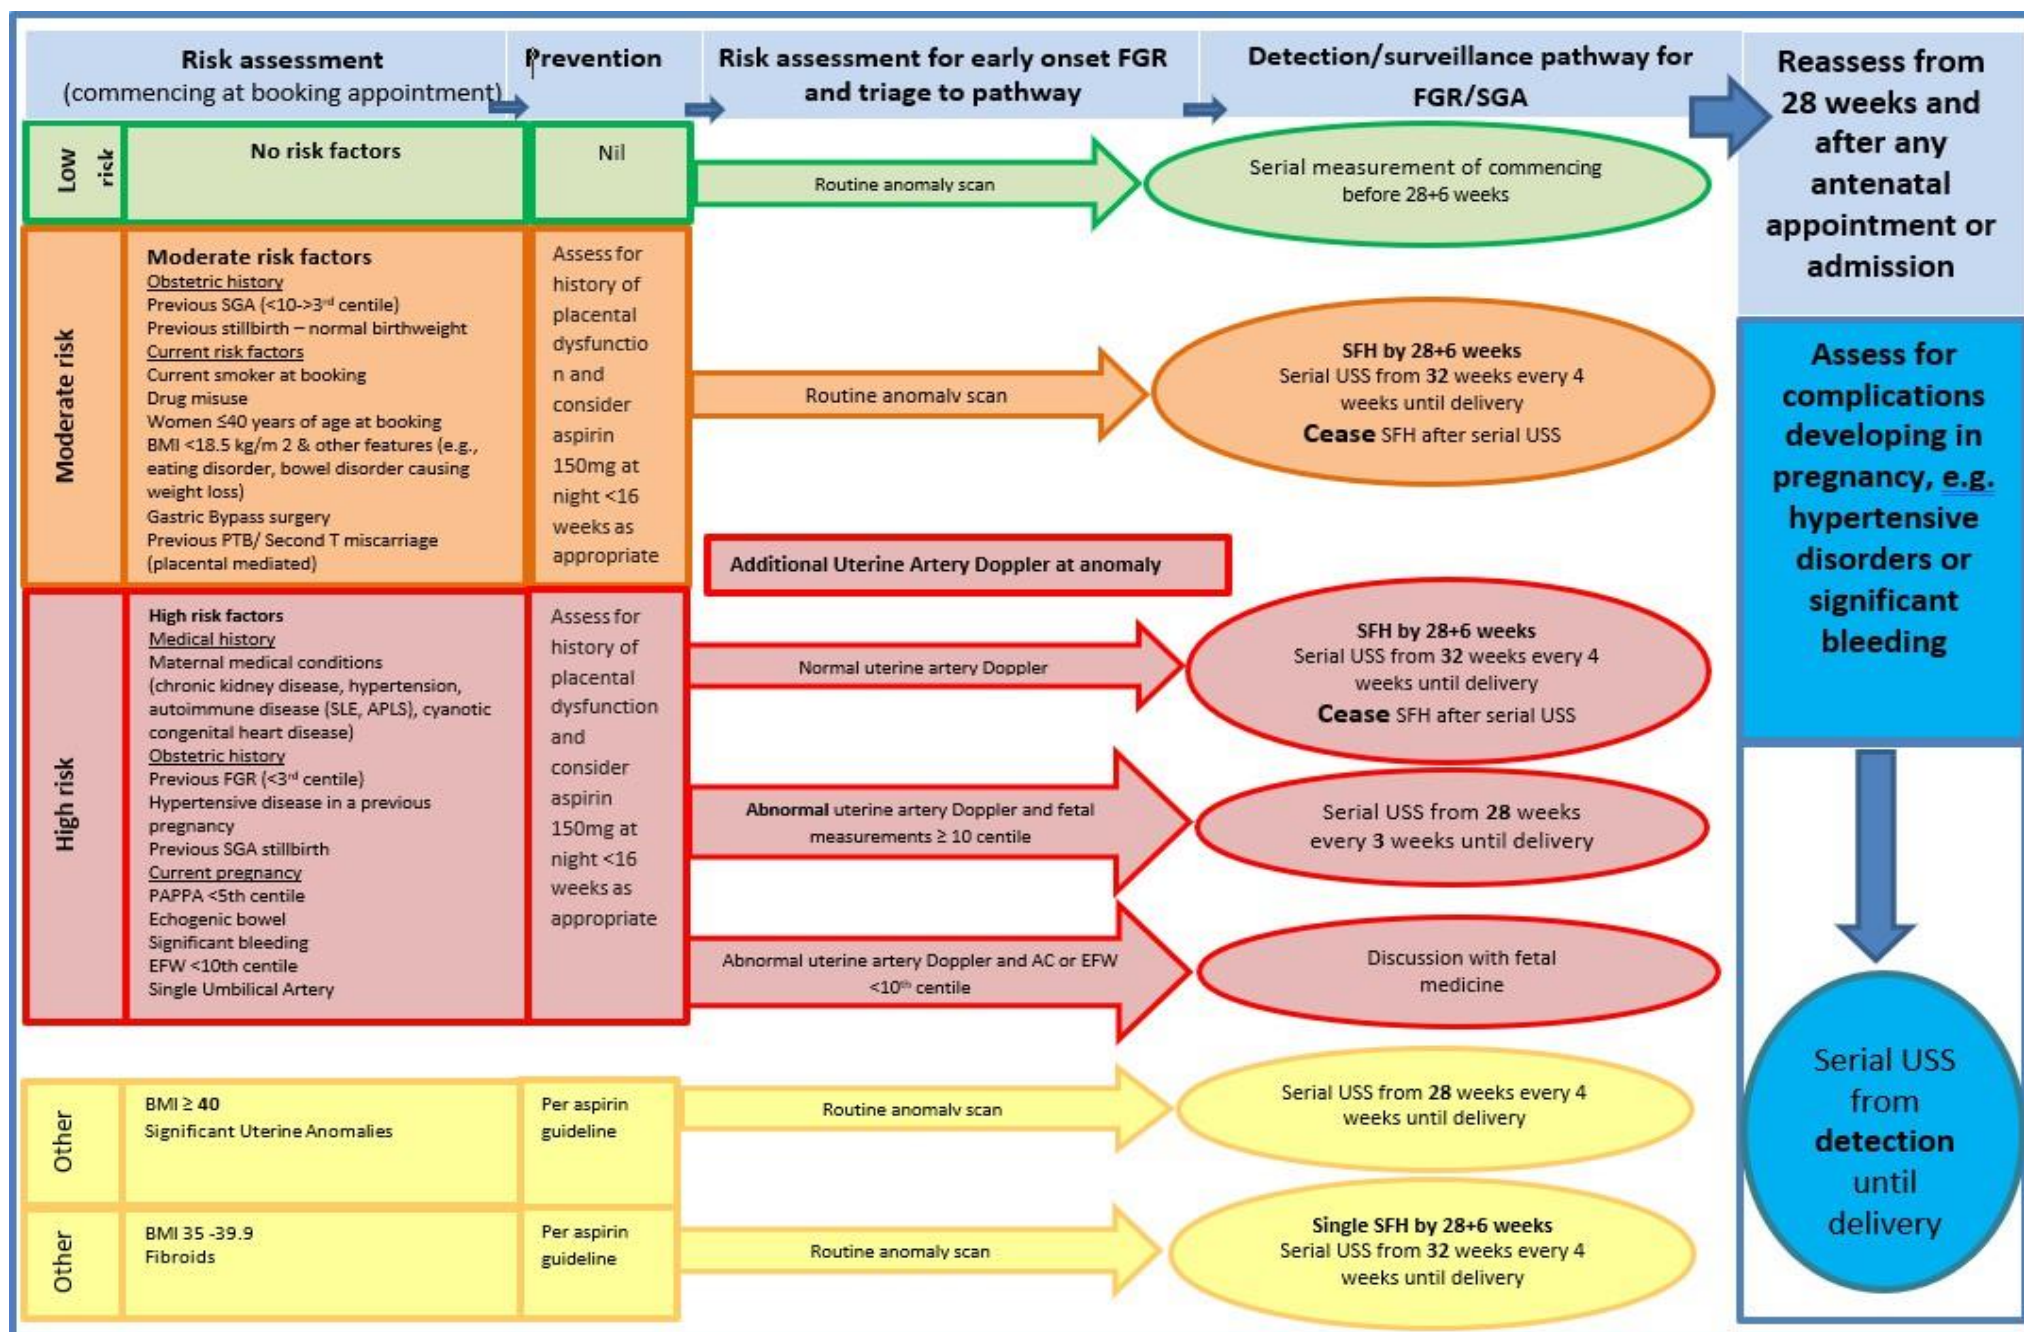 Risk assessment
(commencing at booking appointment)
Prevention
Risk assessment for early onset FGR
and triage to pathway
Detection/surveillance pathway for
FGR/SGA
Reassess from
28 weeks and
after any
antenatal
appointment or
admission
Low
risk
No risk factors
Nil
Routine anomaly scan
Serial measurement of commencing
before 28+6 weeks
Moderate risk
Moderate risk factors
Obstetric history
Previous SGA (<10->3rd centile)
Previous stillbirth – normal birthweight
Current risk factors
Current smoker at booking
Drug misuse
Women ≤40 years of age at booking
BMI <18.5 kg/m 2 & other features (e.g.,
eating disorder, bowel disorder causing
weight loss)
Gastric Bypass surgery
Previous PTB/ Second T miscarriage
(placental mediated)
Assess for
history of
placental
dysfunctio
n and
consider
aspirin
150mg at
night <16
weeks as
appropriate
Routine anomaly scan
SFH by 28+6 weeks
Serial USS from 32 weeks every 4
weeks until delivery
Cease SFH after serial USS
Assess for
complications
developing in
pregnancy, e.g.
hypertensive
disorders or
significant
bleeding
Additional Uterine Artery Doppler at anomaly
High risk
High risk factors
Medical history
Maternal medical conditions
(chronic kidney disease, hypertension,
autoimmune disease (SLE, APLS), cyanotic
congenital heart disease)
Obstetric history
Previous FGR (<3rd centile)
Hypertensive disease in a previous
pregnancy
Previous SGA stillbirth
Current pregnancy
PAPPA <5th centile
Echogenic bowel
Significant bleeding
EFW <10th centile
Single Umbilical Artery
Assess for
history of
placental
dysfunction
and
consider
aspirin
150mg at
night <16
weeks as
appropriate
Normal uterine artery Doppler
SFH by 28+6 weeks
Serial USS from 32 weeks every 4
weeks until delivery
Cease SFH after serial USS
Abnormal uterine artery Doppler and fetal
measurements ≥ 10 centile
Serial USS from 28 weeks
every 3 weeks until delivery
Abnormal uterine artery Doppler and AC or EFW
<10th centile
Discussion with fetal
medicine
Serial USS
from
detection
until
delivery
Other
BMI ≥ 40
Significant Uterine Anomalies
Per aspirin
guideline
Routine anomaly scan
Serial USS from 28 weeks every 4
weeks until delivery
Other
BMI 35 -39.9
Fibroids
Per aspirin
guideline
Routine anomaly scan
Single SFH by 28+6 weeks
Serial USS from 32 weeks every 4
weeks until delivery